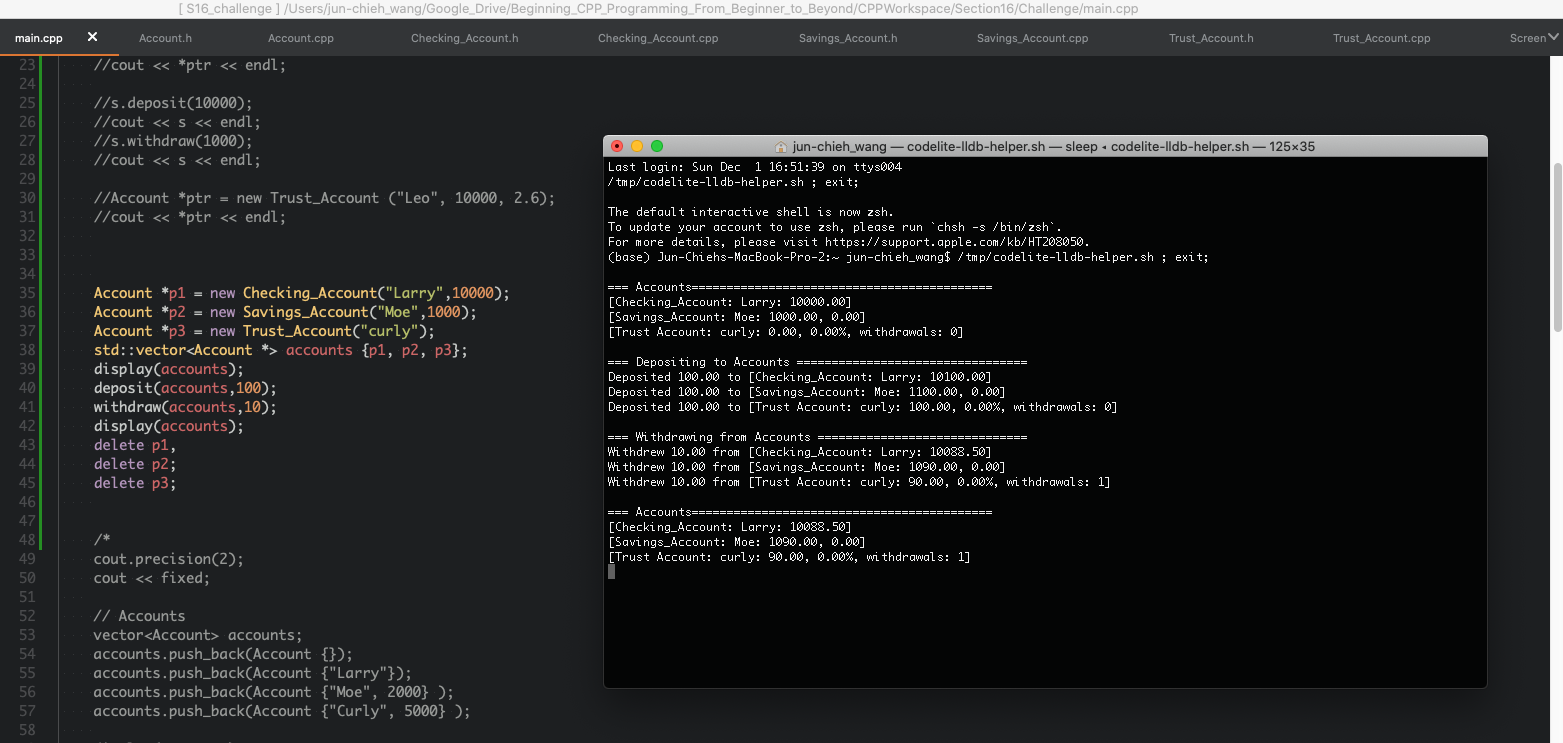 [ S16_challenge ] /Users/jun-chieh_wang/Google_Drive/Beginning_CPP_Programming_From_Beginner_to_Beyond/CPPWorkspace/Section16/Challenge/main.cpp
main.cpp Account.h Account.cpp Checking_Account.h Checking_Account.cpp Savings_Account.h Savings_Account.cpp Trust_Account.h Trust_Account.cpp Screen
23 //cout << *ptr << endl;
24
25 //s.deposit(10000);
26 //cout << s << endl;
27 //s.withdraw(1000);
28 //cout << s << endl;
29
30 //Account *ptr = new Trust_Account ("Leo", 10000, 2.6);
31 //cout << *ptr << endl;
32
33
34
35 Account *p1 = new Checking_Account("Larry",10000);
36 Account *p2 = new Savings_Account("Moe",1000);
37 Account *p3 = new Trust_Account("curly");
38 std::vector<Account *> accounts {p1, p2, p3};
39 display(accounts);
40 deposit(accounts,100);
41 withdraw(accounts,10);
42 display(accounts);
43 delete p1,
44 delete p2;
45 delete p3;
46
47
48 /*
49 cout.precision(2);
50 cout << fixed;
51
52 // Accounts
53 vector<Account> accounts;
54 accounts.push_back(Account {});
55 accounts.push_back(Account {"Larry"});
56 accounts.push_back(Account {"Moe", 2000} );
57 accounts.push_back(Account {"Curly", 5000} );
58
jun-chieh_wang — codelite-lldb-helper.sh — sleep ◂ codelite-lldb-helper.sh — 125×35
Last login: Sun Dec  1 16:51:39 on ttys004
/tmp/codelite-lldb-helper.sh ; exit;
The default interactive shell is now zsh.
To update your account to use zsh, please run `chsh -s /bin/zsh`.
For more details, please visit https://support.apple.com/kb/HT208050.
(base) Jun-Chiehs-MacBook-Pro-2:~ jun-chieh_wang$ /tmp/codelite-lldb-helper.sh ; exit;
=== Accounts===========================================
[Checking_Account: Larry: 10000.00]
[Savings_Account: Moe: 1000.00, 0.00]
[Trust Account: curly: 0.00, 0.00%, withdrawals: 0]
=== Depositing to Accounts =================================
Deposited 100.00 to [Checking_Account: Larry: 10100.00]
Deposited 100.00 to [Savings_Account: Moe: 1100.00, 0.00]
Deposited 100.00 to [Trust Account: curly: 100.00, 0.00%, withdrawals: 0]
=== Withdrawing from Accounts ==============================
Withdrew 10.00 from [Checking_Account: Larry: 10088.50]
Withdrew 10.00 from [Savings_Account: Moe: 1090.00, 0.00]
Withdrew 10.00 from [Trust Account: curly: 90.00, 0.00%, withdrawals: 1]
=== Accounts===========================================
[Checking_Account: Larry: 10088.50]
[Savings_Account: Moe: 1090.00, 0.00]
[Trust Account: curly: 90.00, 0.00%, withdrawals: 1]